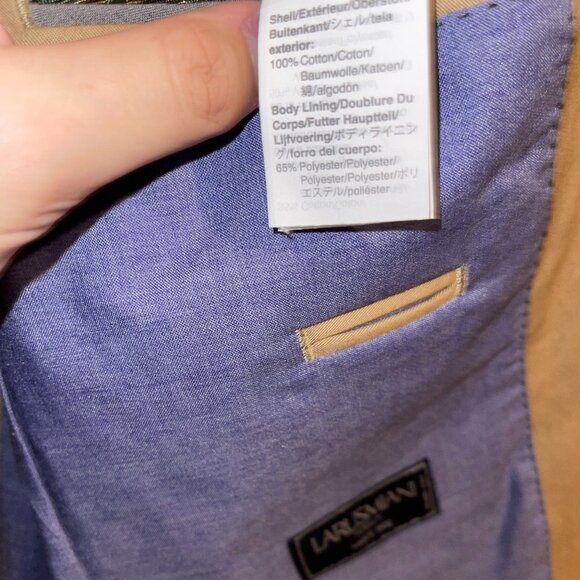 Shell/Extérieur/Oberstoff
Buitenkant/シェル/tela
exterior:
100% Cotton/Coton/
Baumwolle/Katoen/
綿/algodón
Body Lining/Doublure Du
Corps/Futter Hauptteil/
Lijfvoering/ボディライニン
グ/forro del cuerpo:
65% Polyester/Polyester/
Polyester/Polyester/ポリ
エステル/poliéster
LARUSMIANI